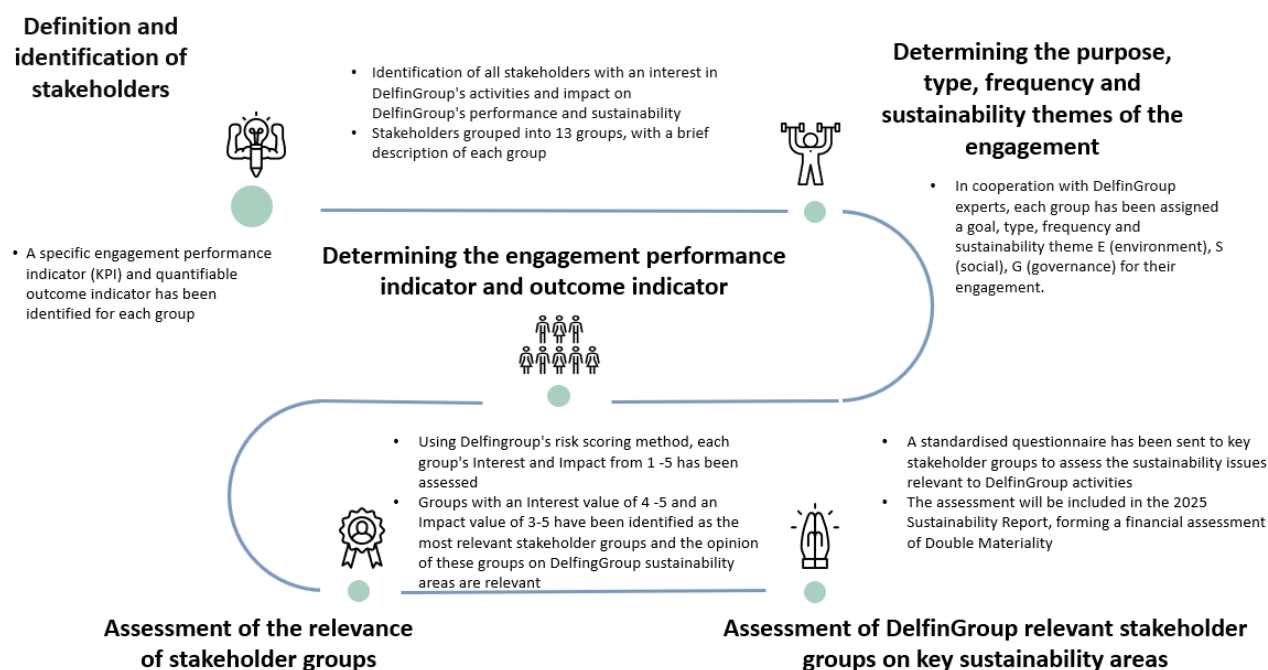 Definition and
identification of
stakeholders
• Identification of all stakeholders with an interest in
DelfinGroup's activities and impact on
DelfinGroup's performance and sustainability
• Stakeholders grouped into 13 groups, with a brief
description of each group
Determining the purpose,
type, frequency and
sustainability themes of the
engagement
• In cooperation with DelfinGroup
experts, each group has been assigned
a goal, type, frequency and
sustainability theme E (environment), S
(social), G (governance) for their
engagement.
• A specific engagement performance
indicator (KPI) and quantifiable
outcome indicator has been
identified for each group
Determining the engagement performance
indicator and outcome indicator
• Using Delfingroup's risk scoring method, each
group's Interest and Impact from 1 -5 has been
assessed
• Groups with an Interest value of 4 -5 and an
Impact value of 3-5 have been identified as the
most relevant stakeholder groups and the opinion
of these groups on DelfingGroup sustainability
areas are relevant
• A standardised questionnaire has been sent to key
stakeholder groups to assess the sustainability issues
relevant to DelfinGroup activities
• The assessment will be included in the 2025
Sustainability Report, forming a financial assessment
of Double Materiality
Assessment of the relevance
of stakeholder groups
Assessment of DelfinGroup relevant stakeholder
groups on key sustainability areas